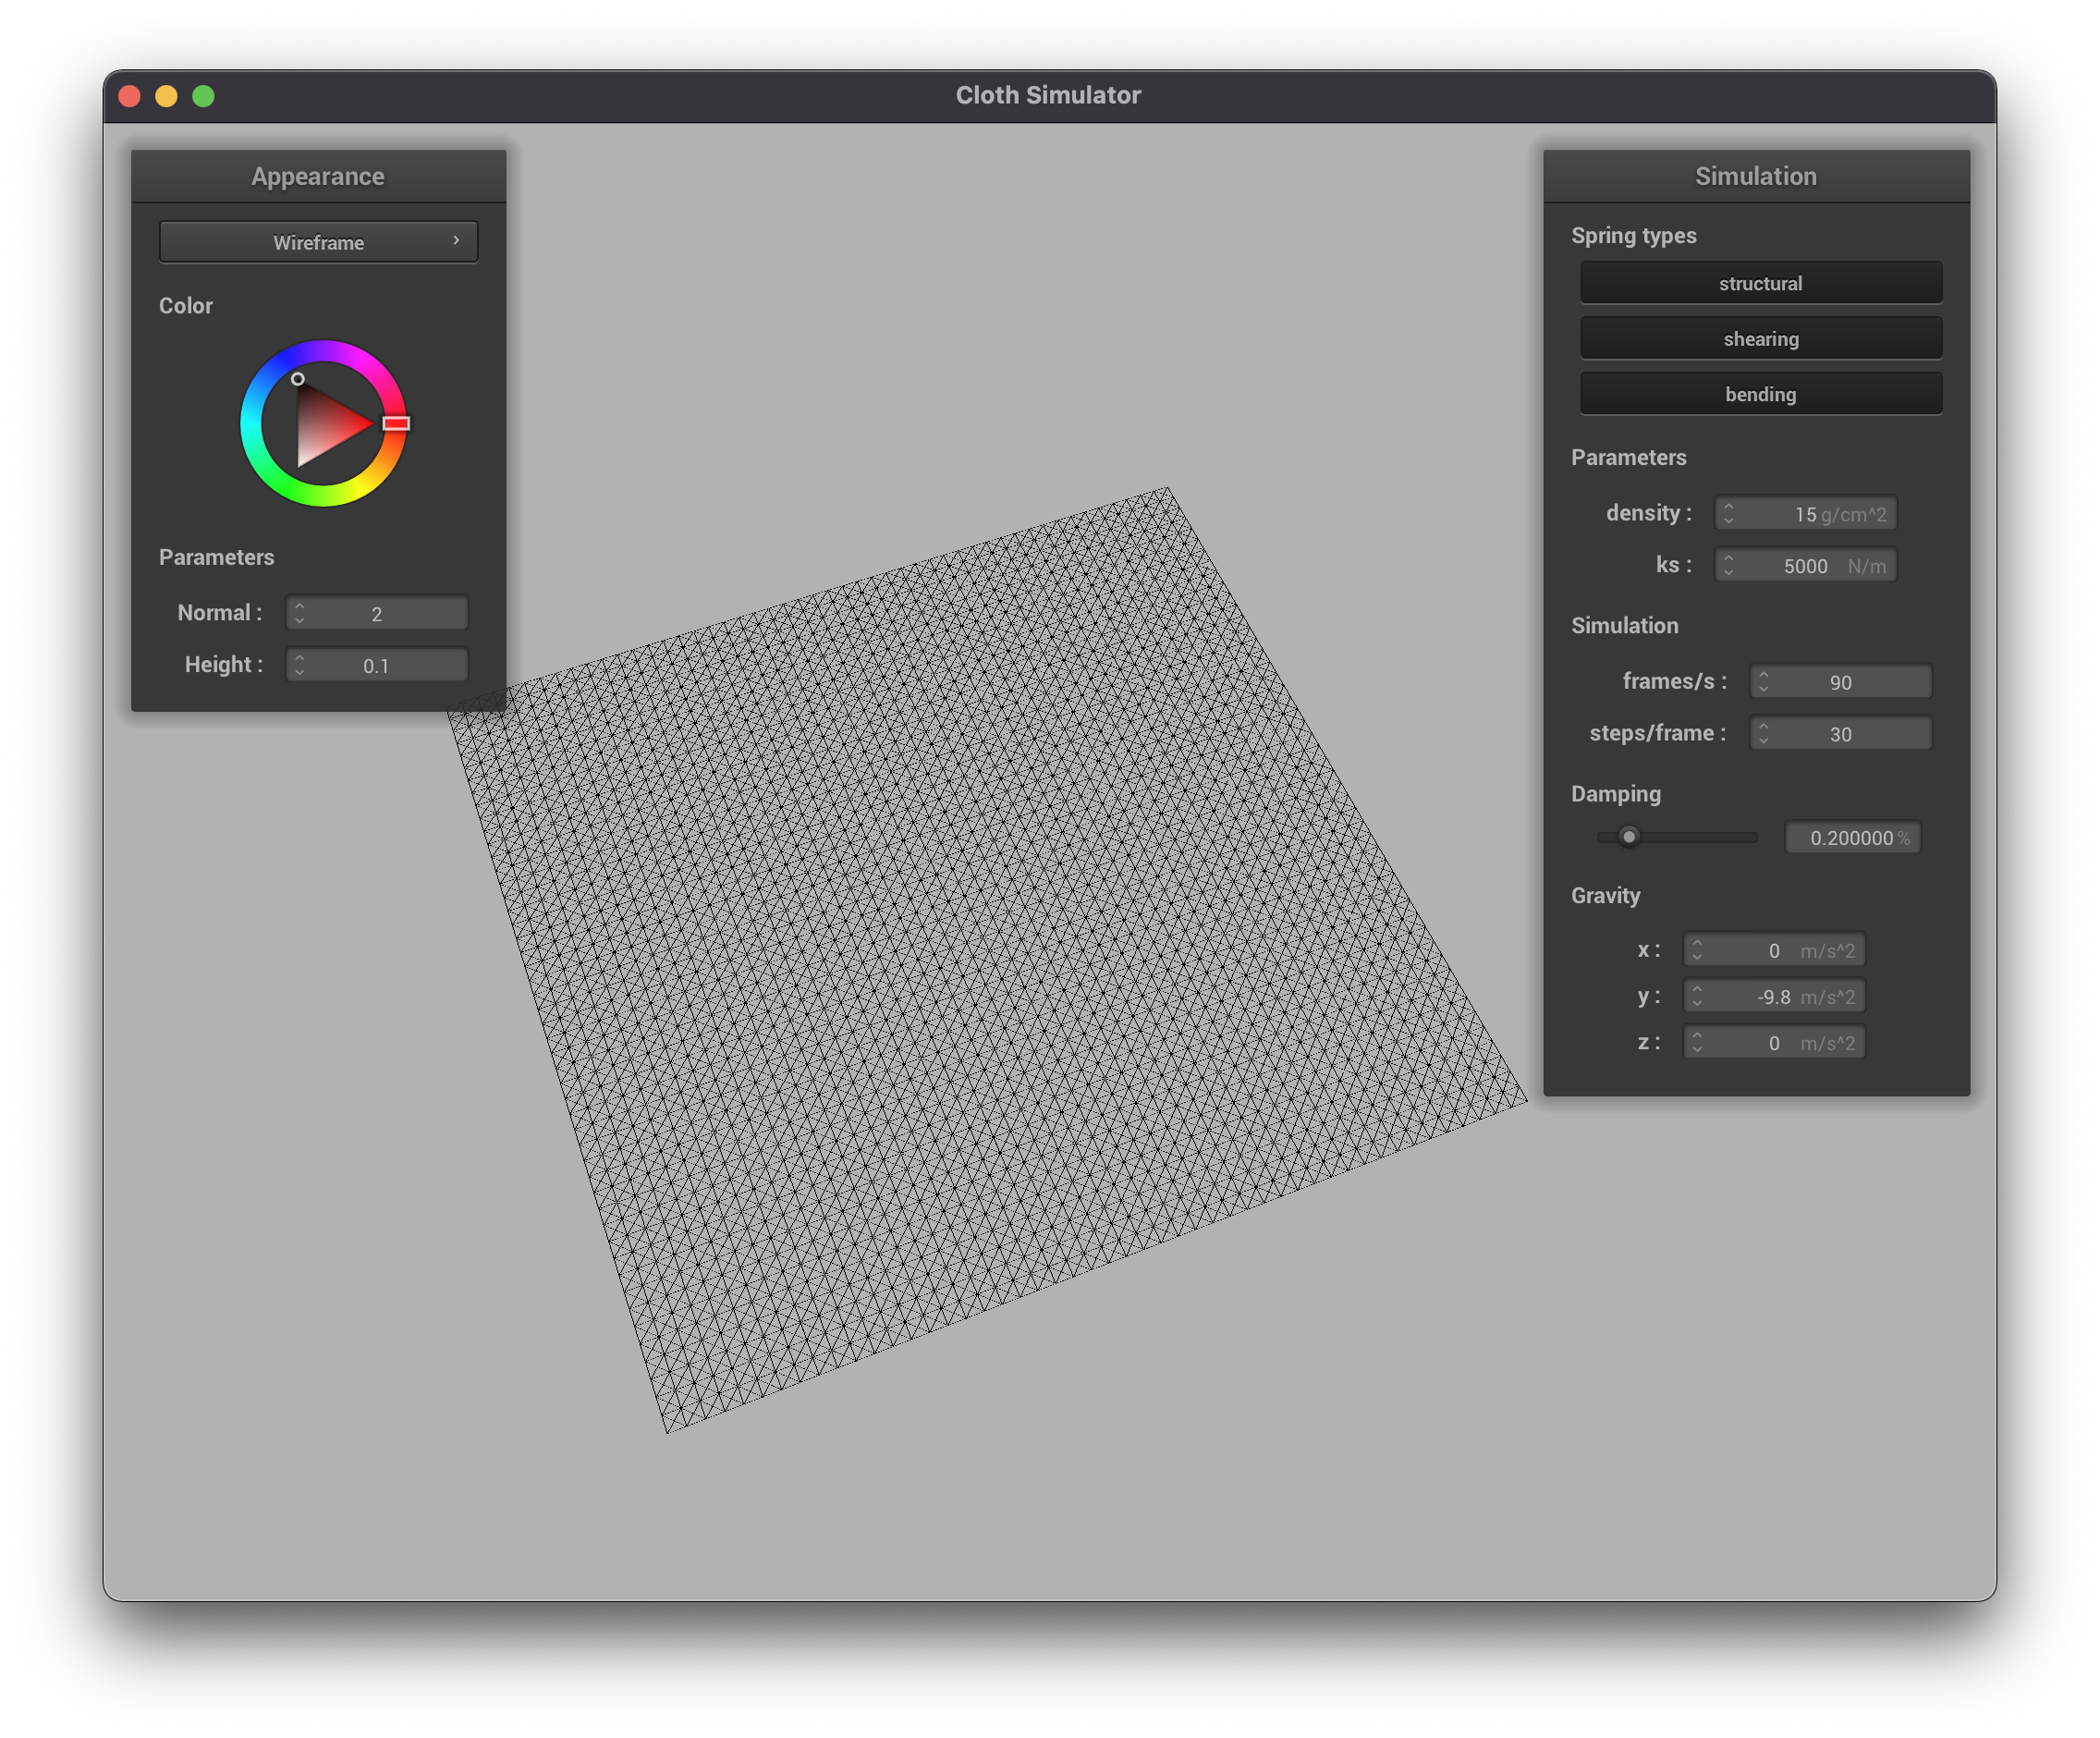 Cloth Simulator
Appearance
Wireframe
Color
Parameters
Normal : 2
Height : 0.1
Simulation
Spring types
structural
shearing
bending
Parameters
density : 15 g/cm^2
ks : 5000 N/m
Simulation
frames/s : 90
steps/frame : 30
Damping
0.200000 %
Gravity
x : 0 m/s^2
y : -9.8 m/s^2
z : 0 m/s^2